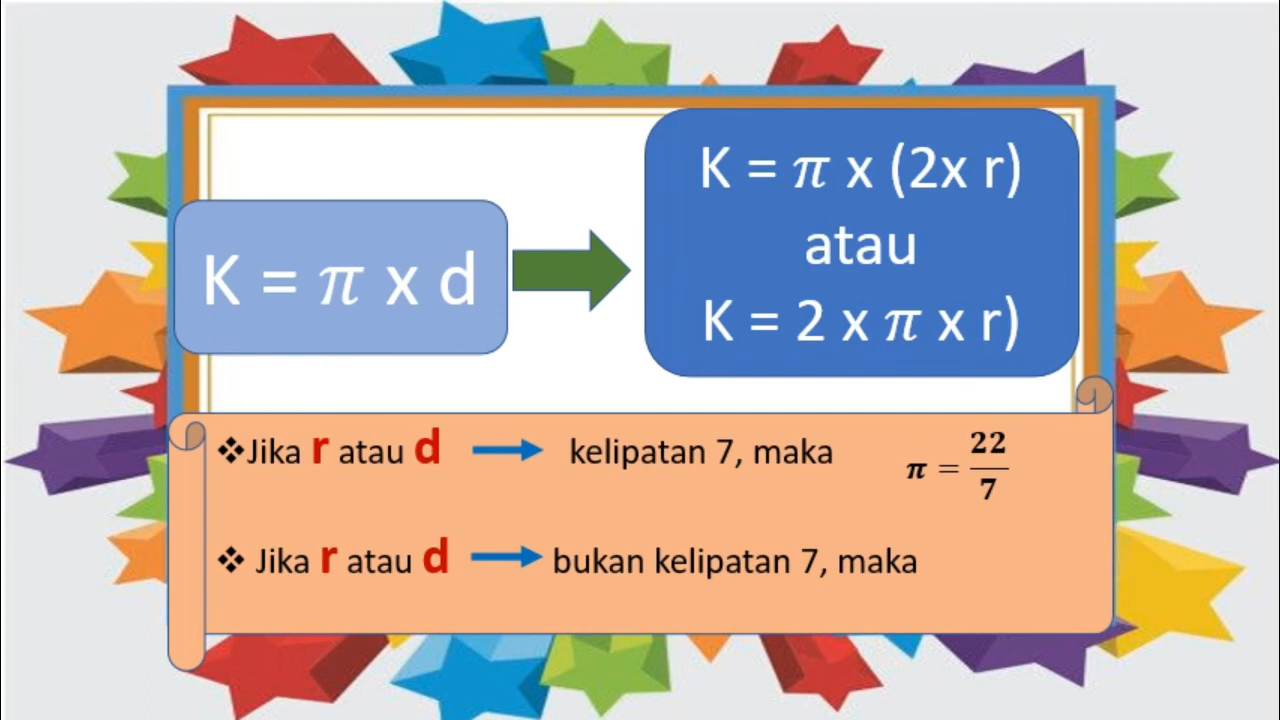 K = π x d
K = π x (2x r)
atau
K = 2 x π x r)
❖Jika r atau d → kelipatan 7, maka π = 22/7
❖ Jika r atau d → bukan kelipatan 7, maka